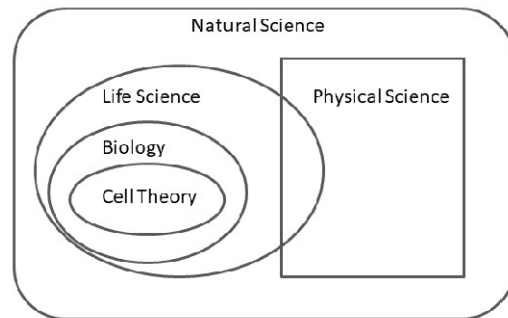 Natural Science
Life Science
Physical Science
Biology
Cell Theory